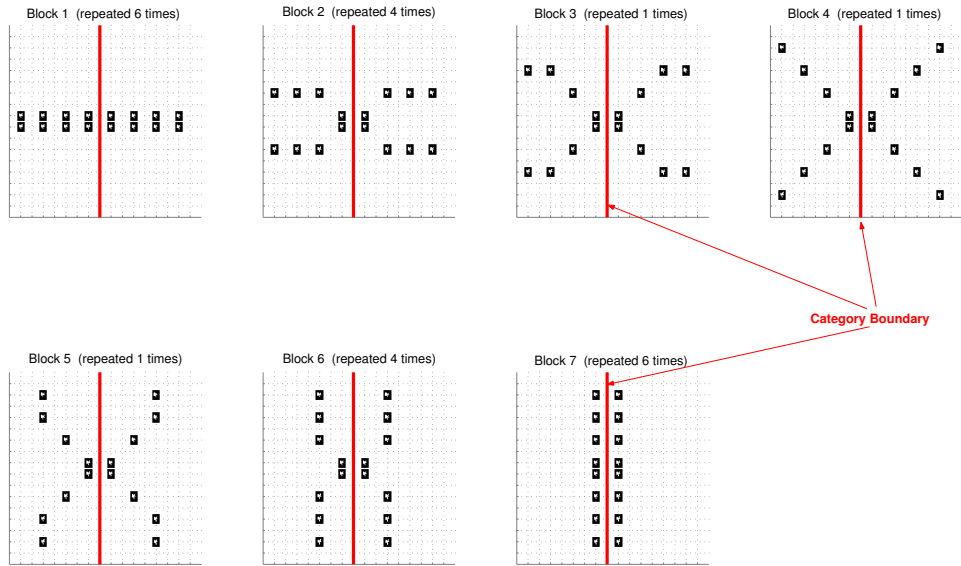 Block 1  (repeated 6 times)
Block 2  (repeated 4 times)
Block 3  (repeated 1 times)
Block 4  (repeated 1 times)
Category Boundary
Block 5  (repeated 1 times)
Block 6  (repeated 4 times)
Block 7  (repeated 6 times)